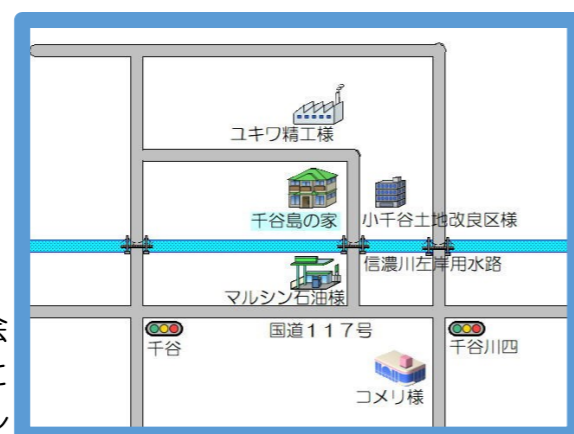 ユキワ精工様
千谷島の家
小千谷土地改良区様
信濃川左岸用水路
マルシン石油様
国道117号
千谷
千谷川四
コメリ様